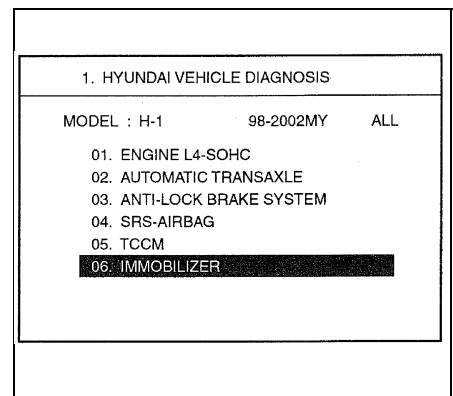 1. HYUNDAI VEHICLE DIAGNOSIS
MODEL : H-1 98-2002MY ALL
01. ENGINE L4-SOHC
02. AUTOMATIC TRANSAXLE
03. ANTI-LOCK BRAKE SYSTEM
04. SRS-AIRBAG
05. TCCM
06. IMMOBILIZER